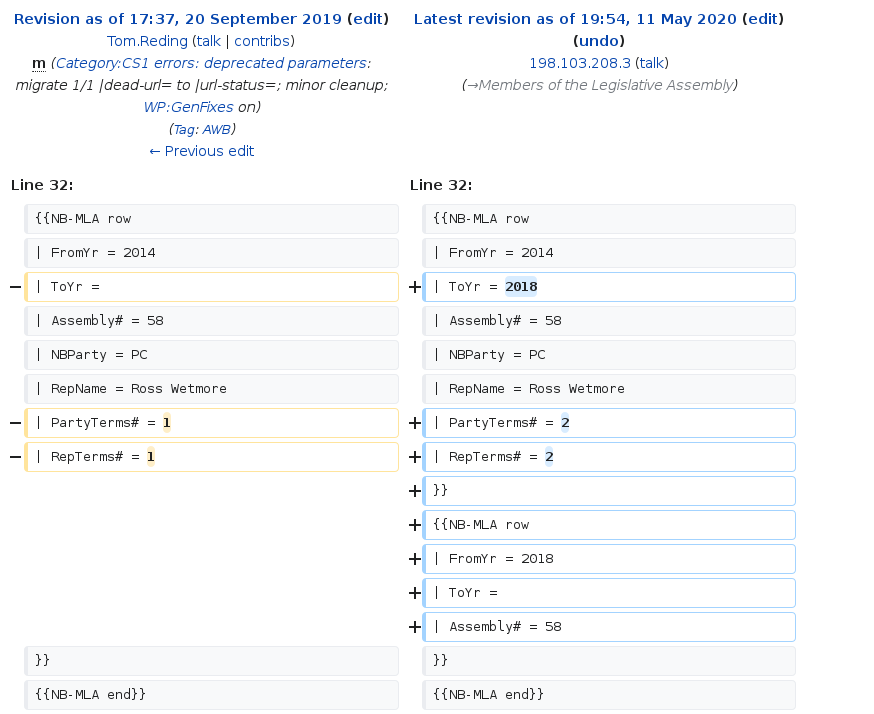 Revision as of 17:37, 20 September 2019 (edit)
Tom.Reding (talk | contribs)
m (Category:CS1 errors: deprecated parameters:
migrate 1/1 |dead-url= to |url-status=; minor cleanup;
WP:GenFixes on)
(Tag: AWB)
← Previous edit
Latest revision as of 19:54, 11 May 2020 (edit)
(undo)
198.103.208.3 (talk)
(→Members of the Legislative Assembly)
Line 32:
{{NB-MLA row
| FromYr = 2014
− | ToYr =
| Assembly# = 58
| NBParty = PC
| RepName = Ross Wetmore
− | PartyTerms# = 1
− | RepTerms# = 1
}}
{{NB-MLA end}}
Line 32:
{{NB-MLA row
| FromYr = 2014
+ | ToYr = 2018
| Assembly# = 58
| NBParty = PC
| RepName = Ross Wetmore
+ | PartyTerms# = 2
+ | RepTerms# = 2
+ }}
+ {{NB-MLA row
+ | FromYr = 2018
+ | ToYr =
+ | Assembly# = 58
}}
{{NB-MLA end}}